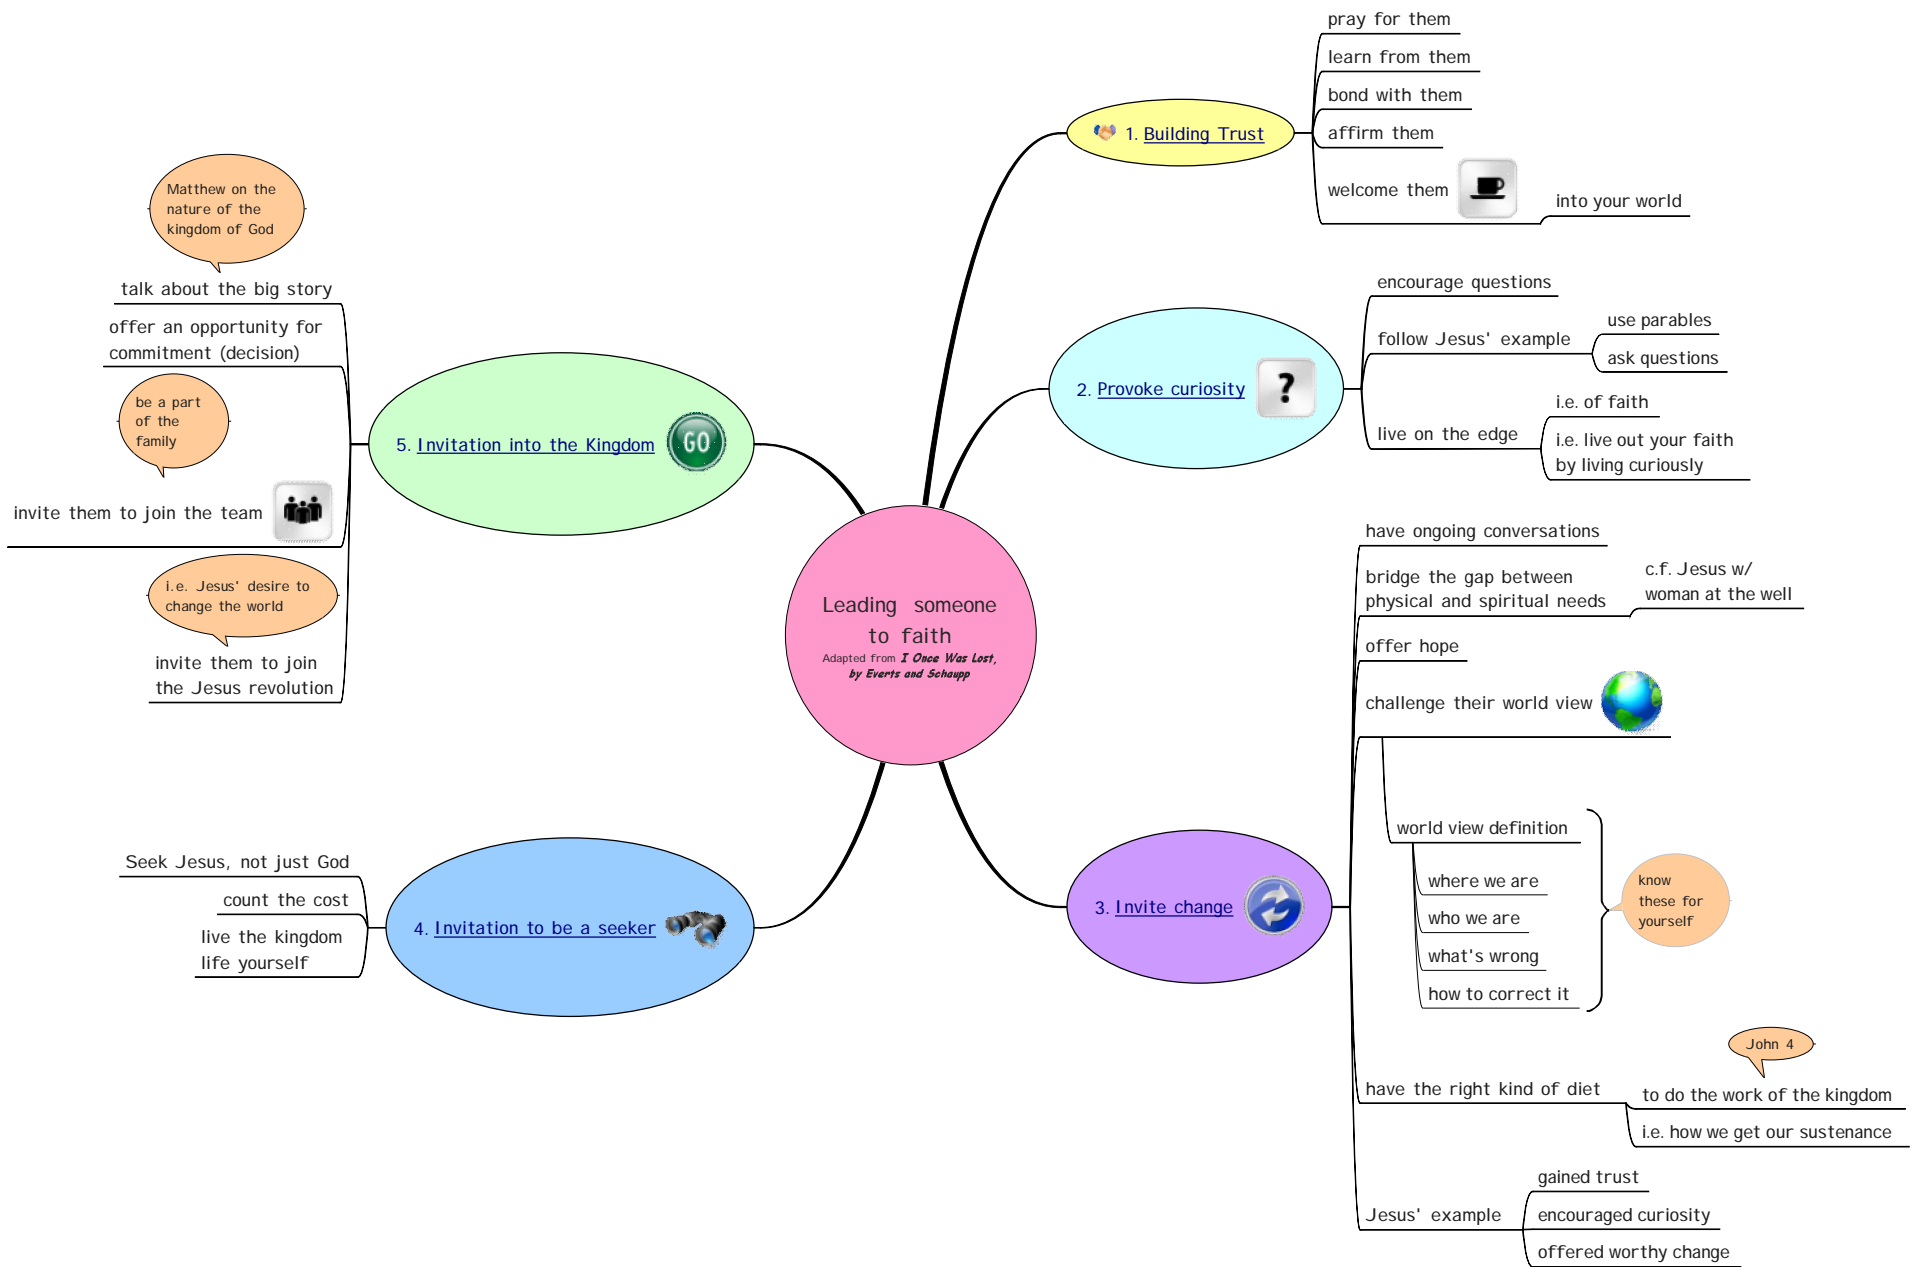 Leading someone
to faith
Adapted from I Once Was Lost,
by Everts and Schaupp
1. Building Trust
pray for them
learn from them
bond with them
affirm them
welcome them
into your world
2. Provoke curiosity
?
encourage questions
follow Jesus' example
use parables
ask questions
live on the edge
i.e. of faith
i.e. live out your faith
by living curiously
3. Invite change
have ongoing conversations
bridge the gap between
physical and spiritual needs
c.f. Jesus w/
woman at the well
offer hope
challenge their world view
world view definition
where we are
who we are
what's wrong
how to correct it
know
these for
yourself
have the right kind of diet
John 4
to do the work of the kingdom
i.e. how we get our sustenance
Jesus' example
gained trust
encouraged curiosity
offered worthy change
4. Invitation to be a seeker
Seek Jesus, not just God
count the cost
live the kingdom
life yourself
5. Invitation into the Kingdom
GO
Matthew on the
nature of the
kingdom of God
talk about the big story
offer an opportunity for
commitment (decision)
be a part
of the
family
invite them to join the team
i.e. Jesus' desire to
change the world
invite them to join
the Jesus revolution